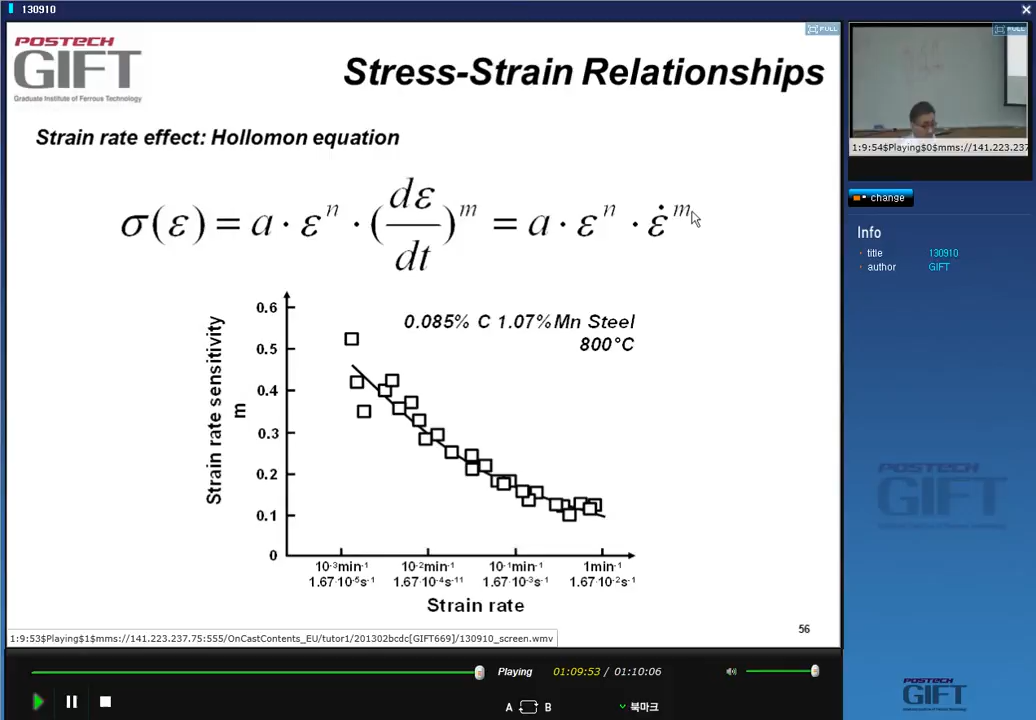 130910
POSTECH
GIFT
Graduate Institute of Ferrous Technology
FULL
Stress-Strain Relationships
Strain rate effect: Hollomon equation
σ(ε) = a · ε^n · (dε/dt)^m = a · ε^n · ε̇^m
0.085% C 1.07%Mn Steel
800°C
Strain rate sensitivity
m
0.6
0.5
0.4
0.3
0.2
0.1
0
10-3min-1 10-2min-1 10-1min-1 1min-1
1.67·10-5s-1 1.67·10-4s-11 1.67·10-3s-1 1.67·10-2s-1
Strain rate
56
1:9:53$Playing$1$mms://141.223.237.75:555/OnCastContents_EU/tutor1/201302bcdc[GIFT669]/130910_screen.wmv
Playing 01:09:53 / 01:10:06
A B 북마크
FULL
1:9:54$Playing$0$mms://141.223.237
change
Info
title 130910
author GIFT
POSTECH
GIFT
POSTECH
GIFT